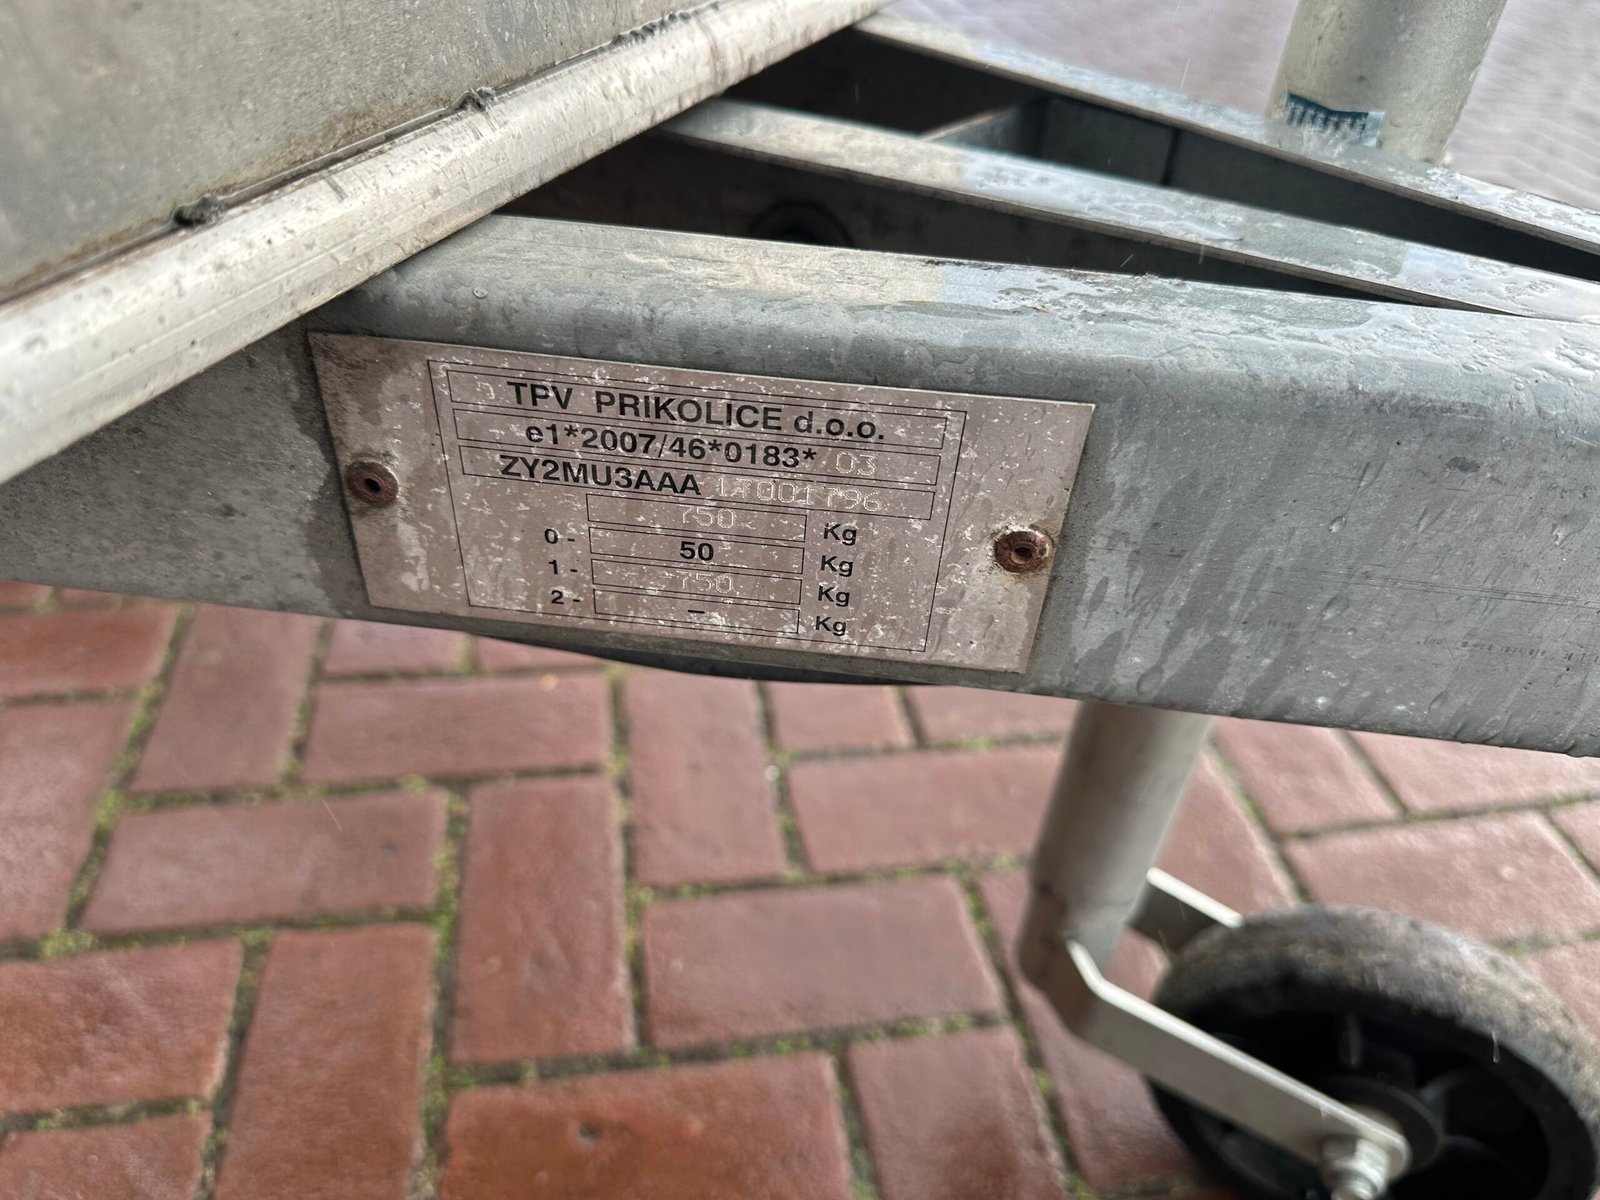 TPV PRIKOLICE d.o.o.
e1*2007/46*0183* 03
ZY2MU3AAA
750 Kg
0 - 50 Kg
1 - 750 Kg
2 - – Kg